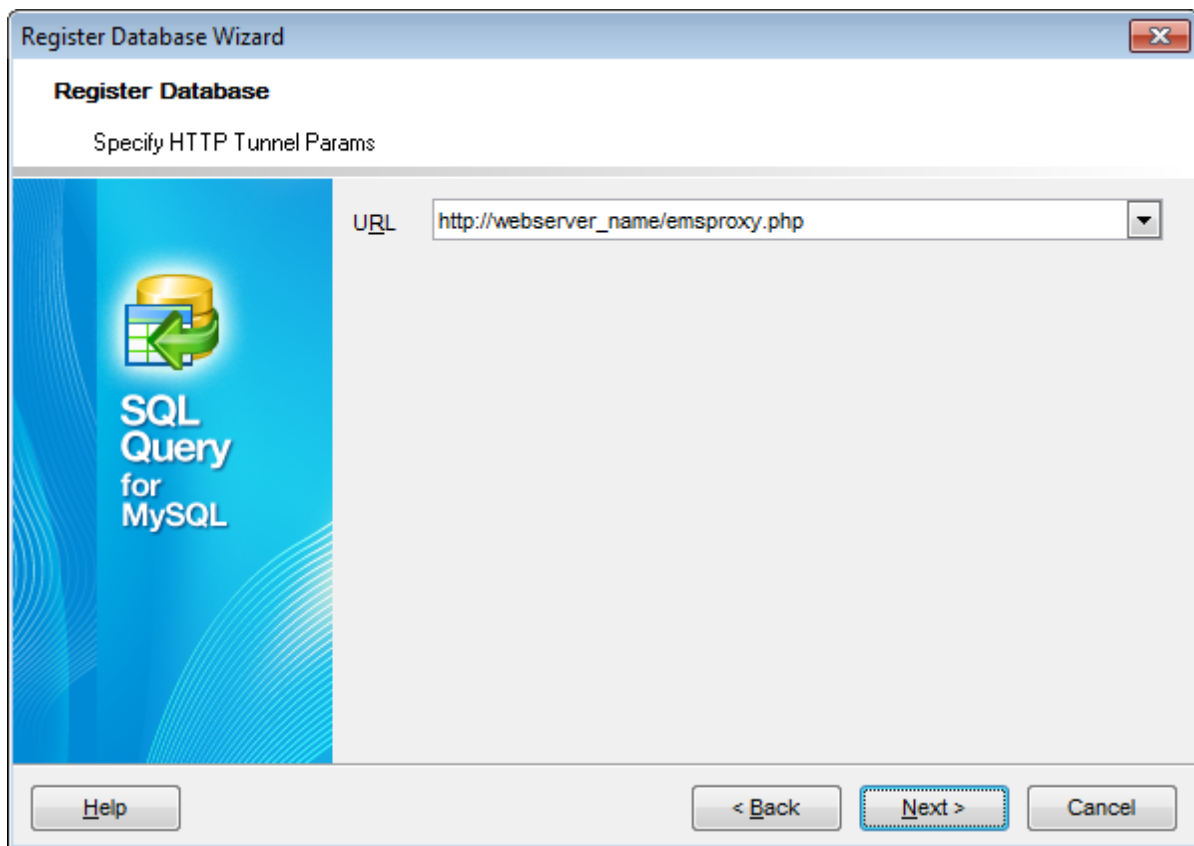 Register Database Wizard
Register Database
Specify HTTP Tunnel Params
URL http://webserver_name/emsproxy.php
SQL
Query
for
MySQL
Help < Back Next > Cancel